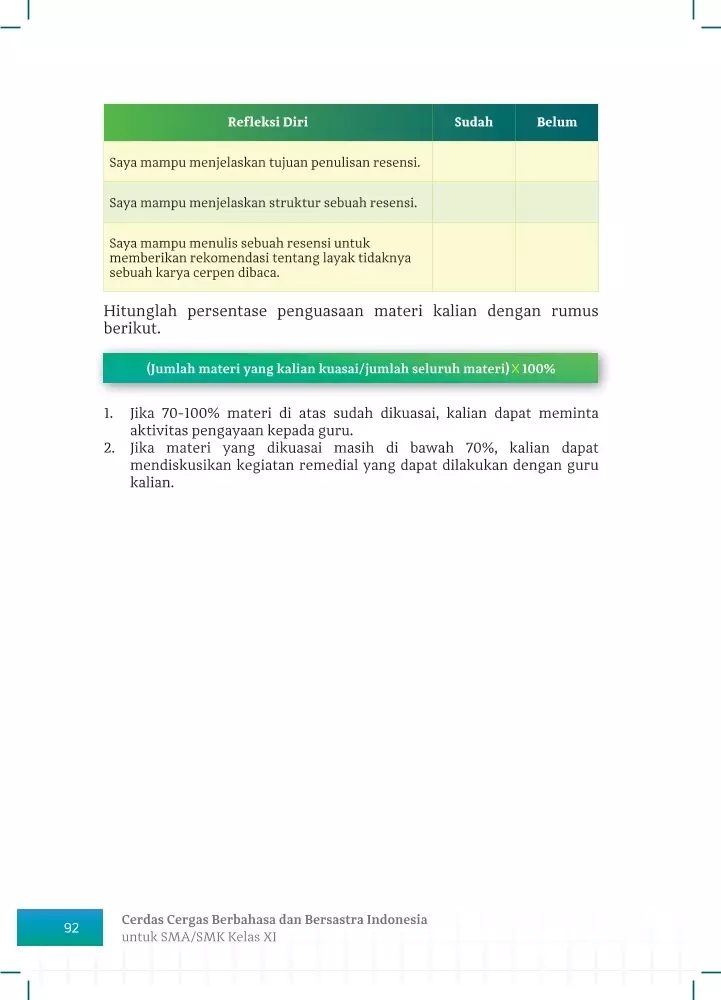 Refleksi Diri Sudah Belum
Saya mampu menjelaskan tujuan penulisan resensi.
Saya mampu menjelaskan struktur sebuah resensi.
Saya mampu menulis sebuah resensi untuk
memberikan rekomendasi tentang layak tidaknya
sebuah karya cerpen dibaca.
Hitunglah persentase penguasaan materi kalian dengan rumus
berikut.
(Jumlah materi yang kalian kuasai/jumlah seluruh materi) X 100%
1. Jika 70-100% materi di atas sudah dikuasai, kalian dapat meminta
aktivitas pengayaan kepada guru.
2. Jika materi yang dikuasai masih di bawah 70%, kalian dapat
mendiskusikan kegiatan remedial yang dapat dilakukan dengan guru
kalian.
92
Cerdas Cergas Berbahasa dan Bersastra Indonesia
untuk SMA/SMK Kelas XI